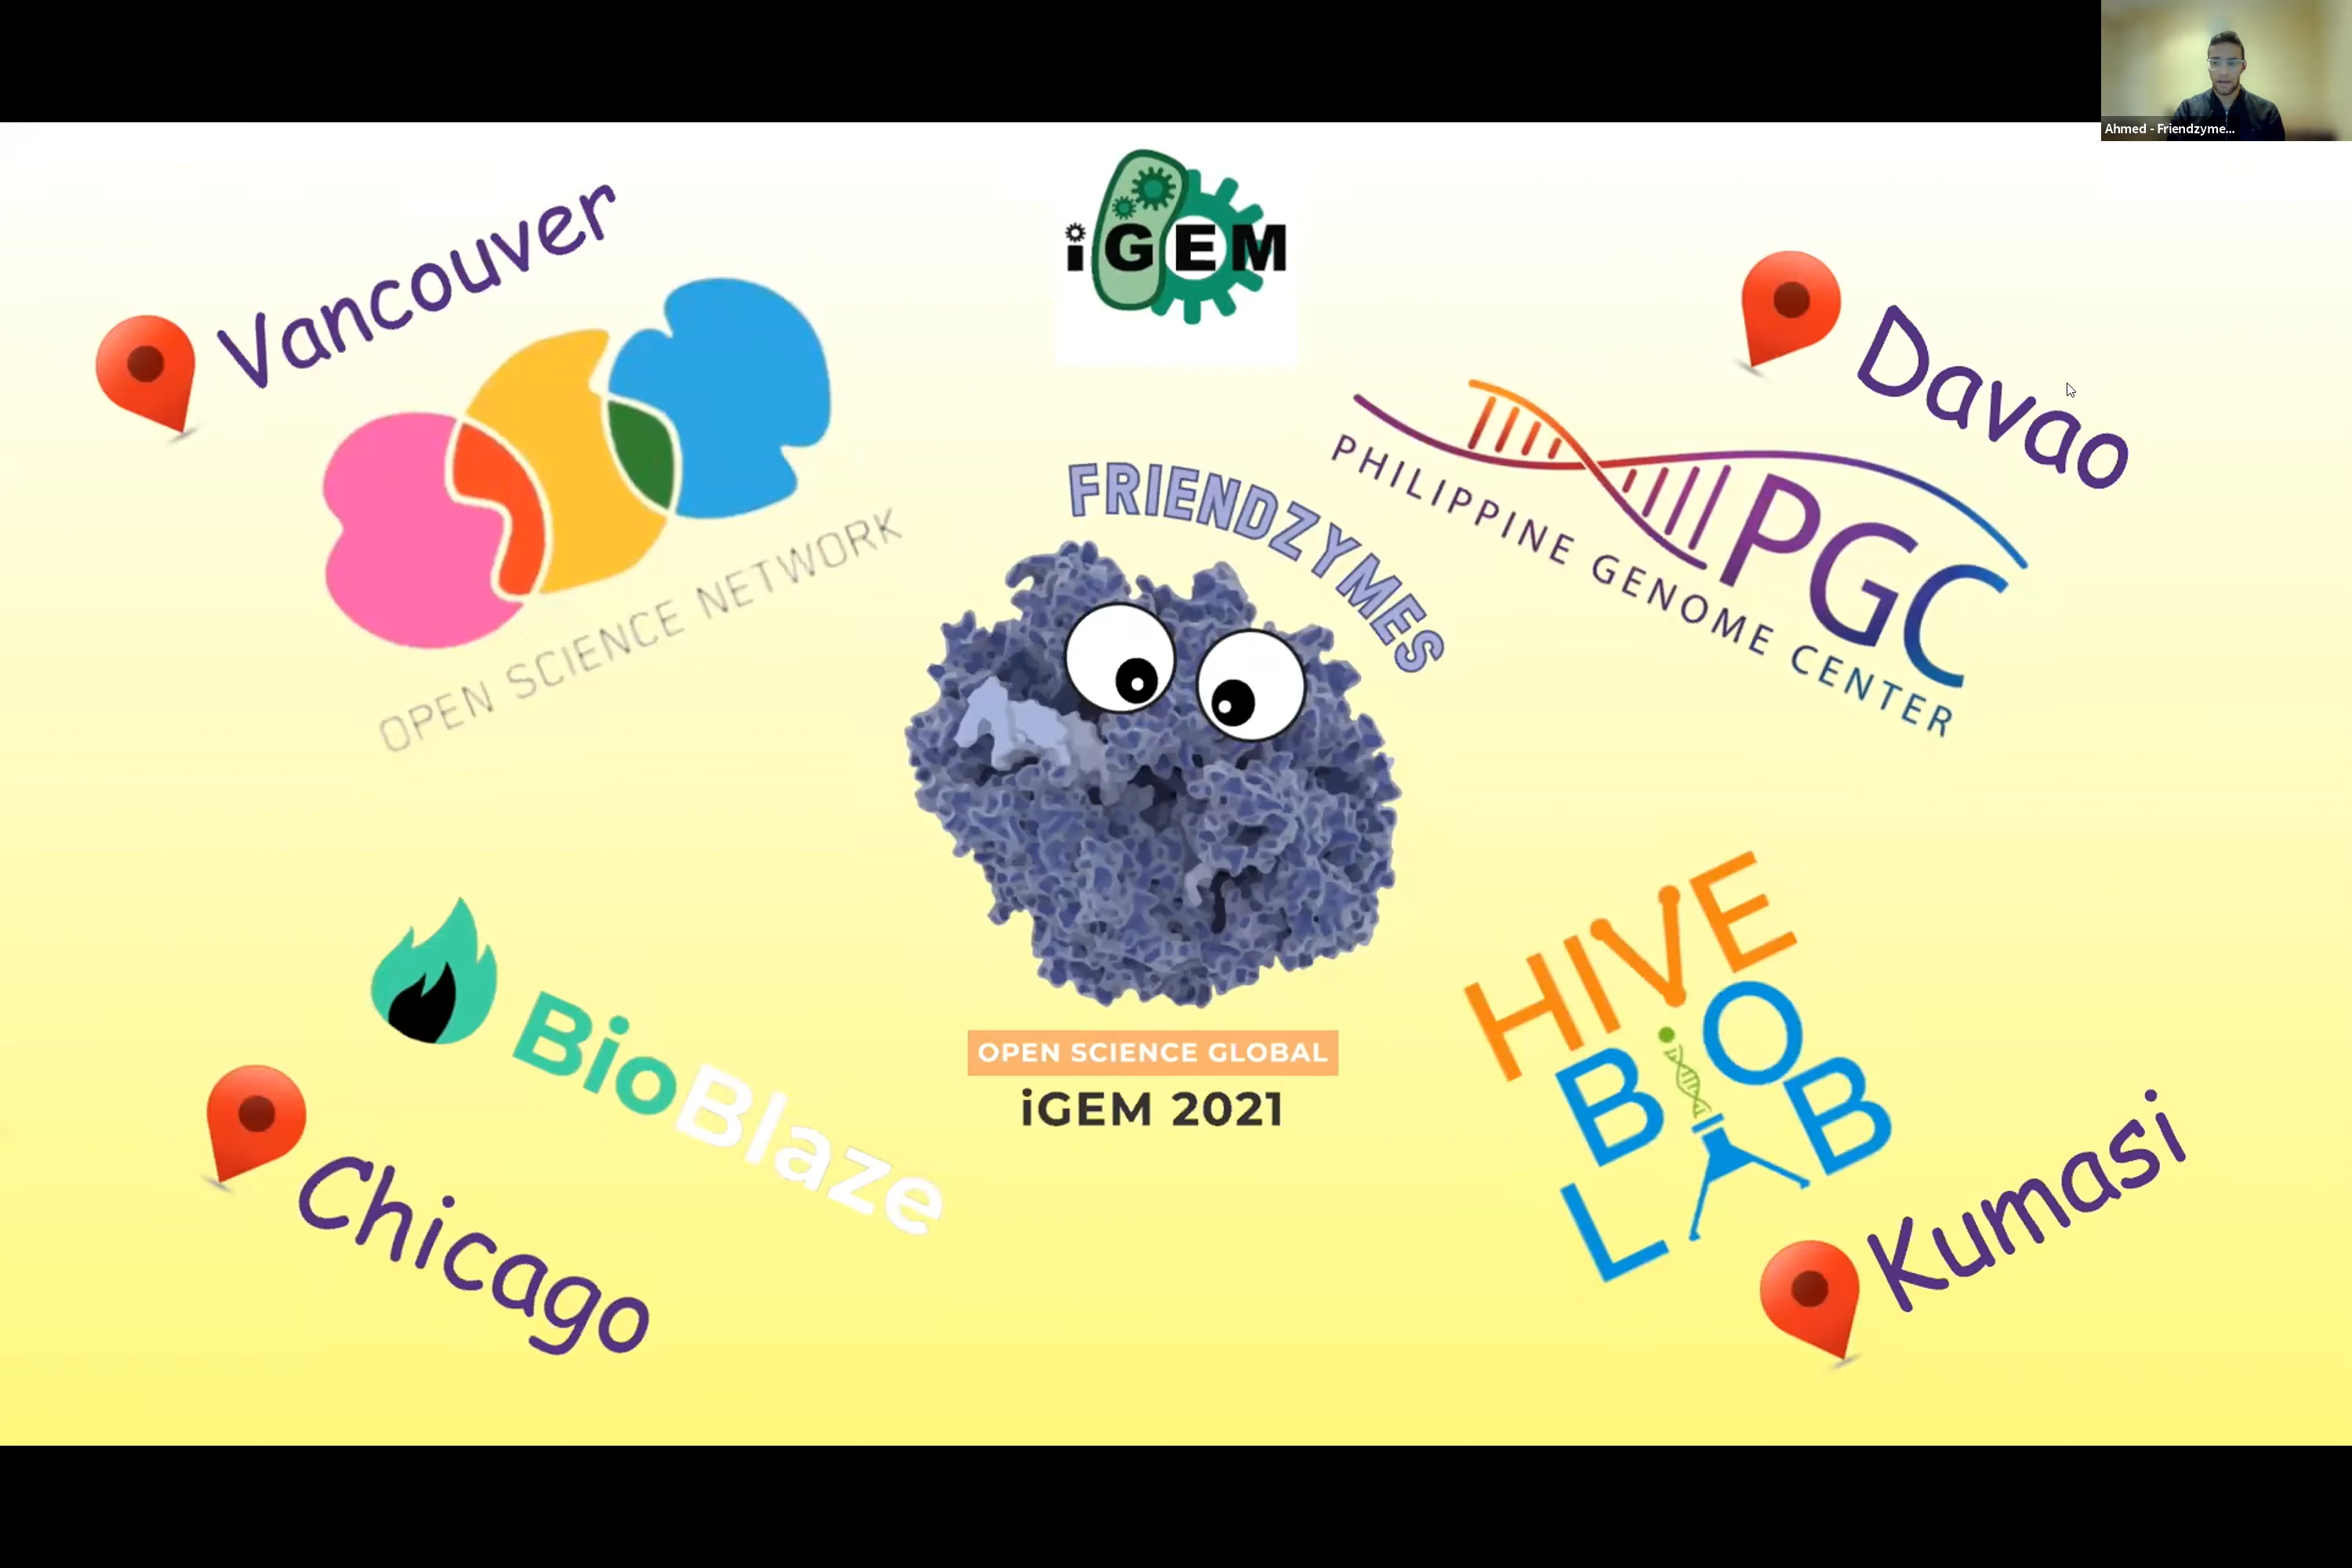 Ahmed - Friendzyme...
iGEM
Vancouver
OPEN SCIENCE NETWORK
Davao
PHILIPPINE GENOME CENTER
PGC
FRIENDZYMES
OPEN SCIENCE GLOBAL
iGEM 2021
BioBlaze
Chicago
HIVE
BiO
LAB
Kumasi